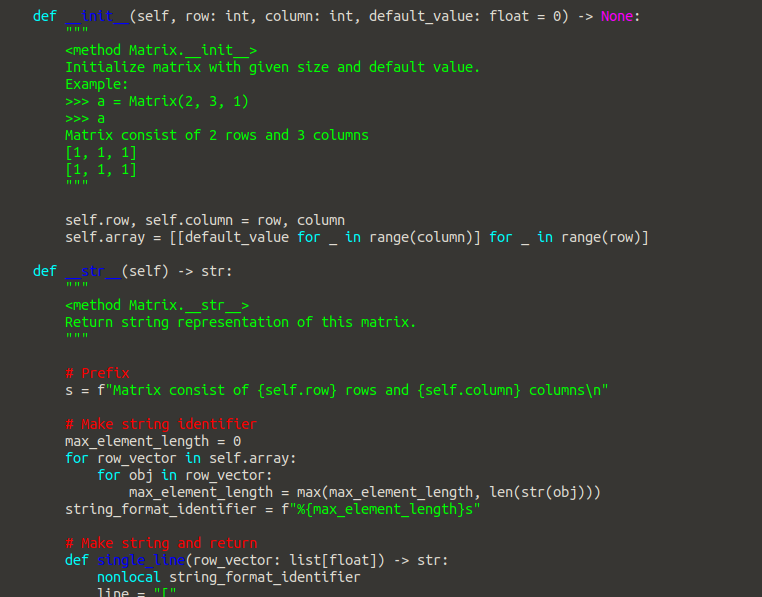 def __init__(self, row: int, column: int, default_value: float = 0) -> None:
"""
<method Matrix.__init__>
Initialize matrix with given size and default value.
Example:
>>> a = Matrix(2, 3, 1)
>>> a
Matrix consist of 2 rows and 3 columns
[1, 1, 1]
[1, 1, 1]
"""
self.row, self.column = row, column
self.array = [[default_value for _ in range(column)] for _ in range(row)]
def __str__(self) -> str:
"""
<method Matrix.__str__>
Return string representation of this matrix.
"""
# Prefix
s = f"Matrix consist of {self.row} rows and {self.column} columns\n"
# Make string identifier
max_element_length = 0
for row_vector in self.array:
for obj in row_vector:
max_element_length = max(max_element_length, len(str(obj)))
string_format_identifier = f"%{max_element_length}s"
# Make string and return
def single_line(row_vector: list[float]) -> str:
nonlocal string_format_identifier
line = "["